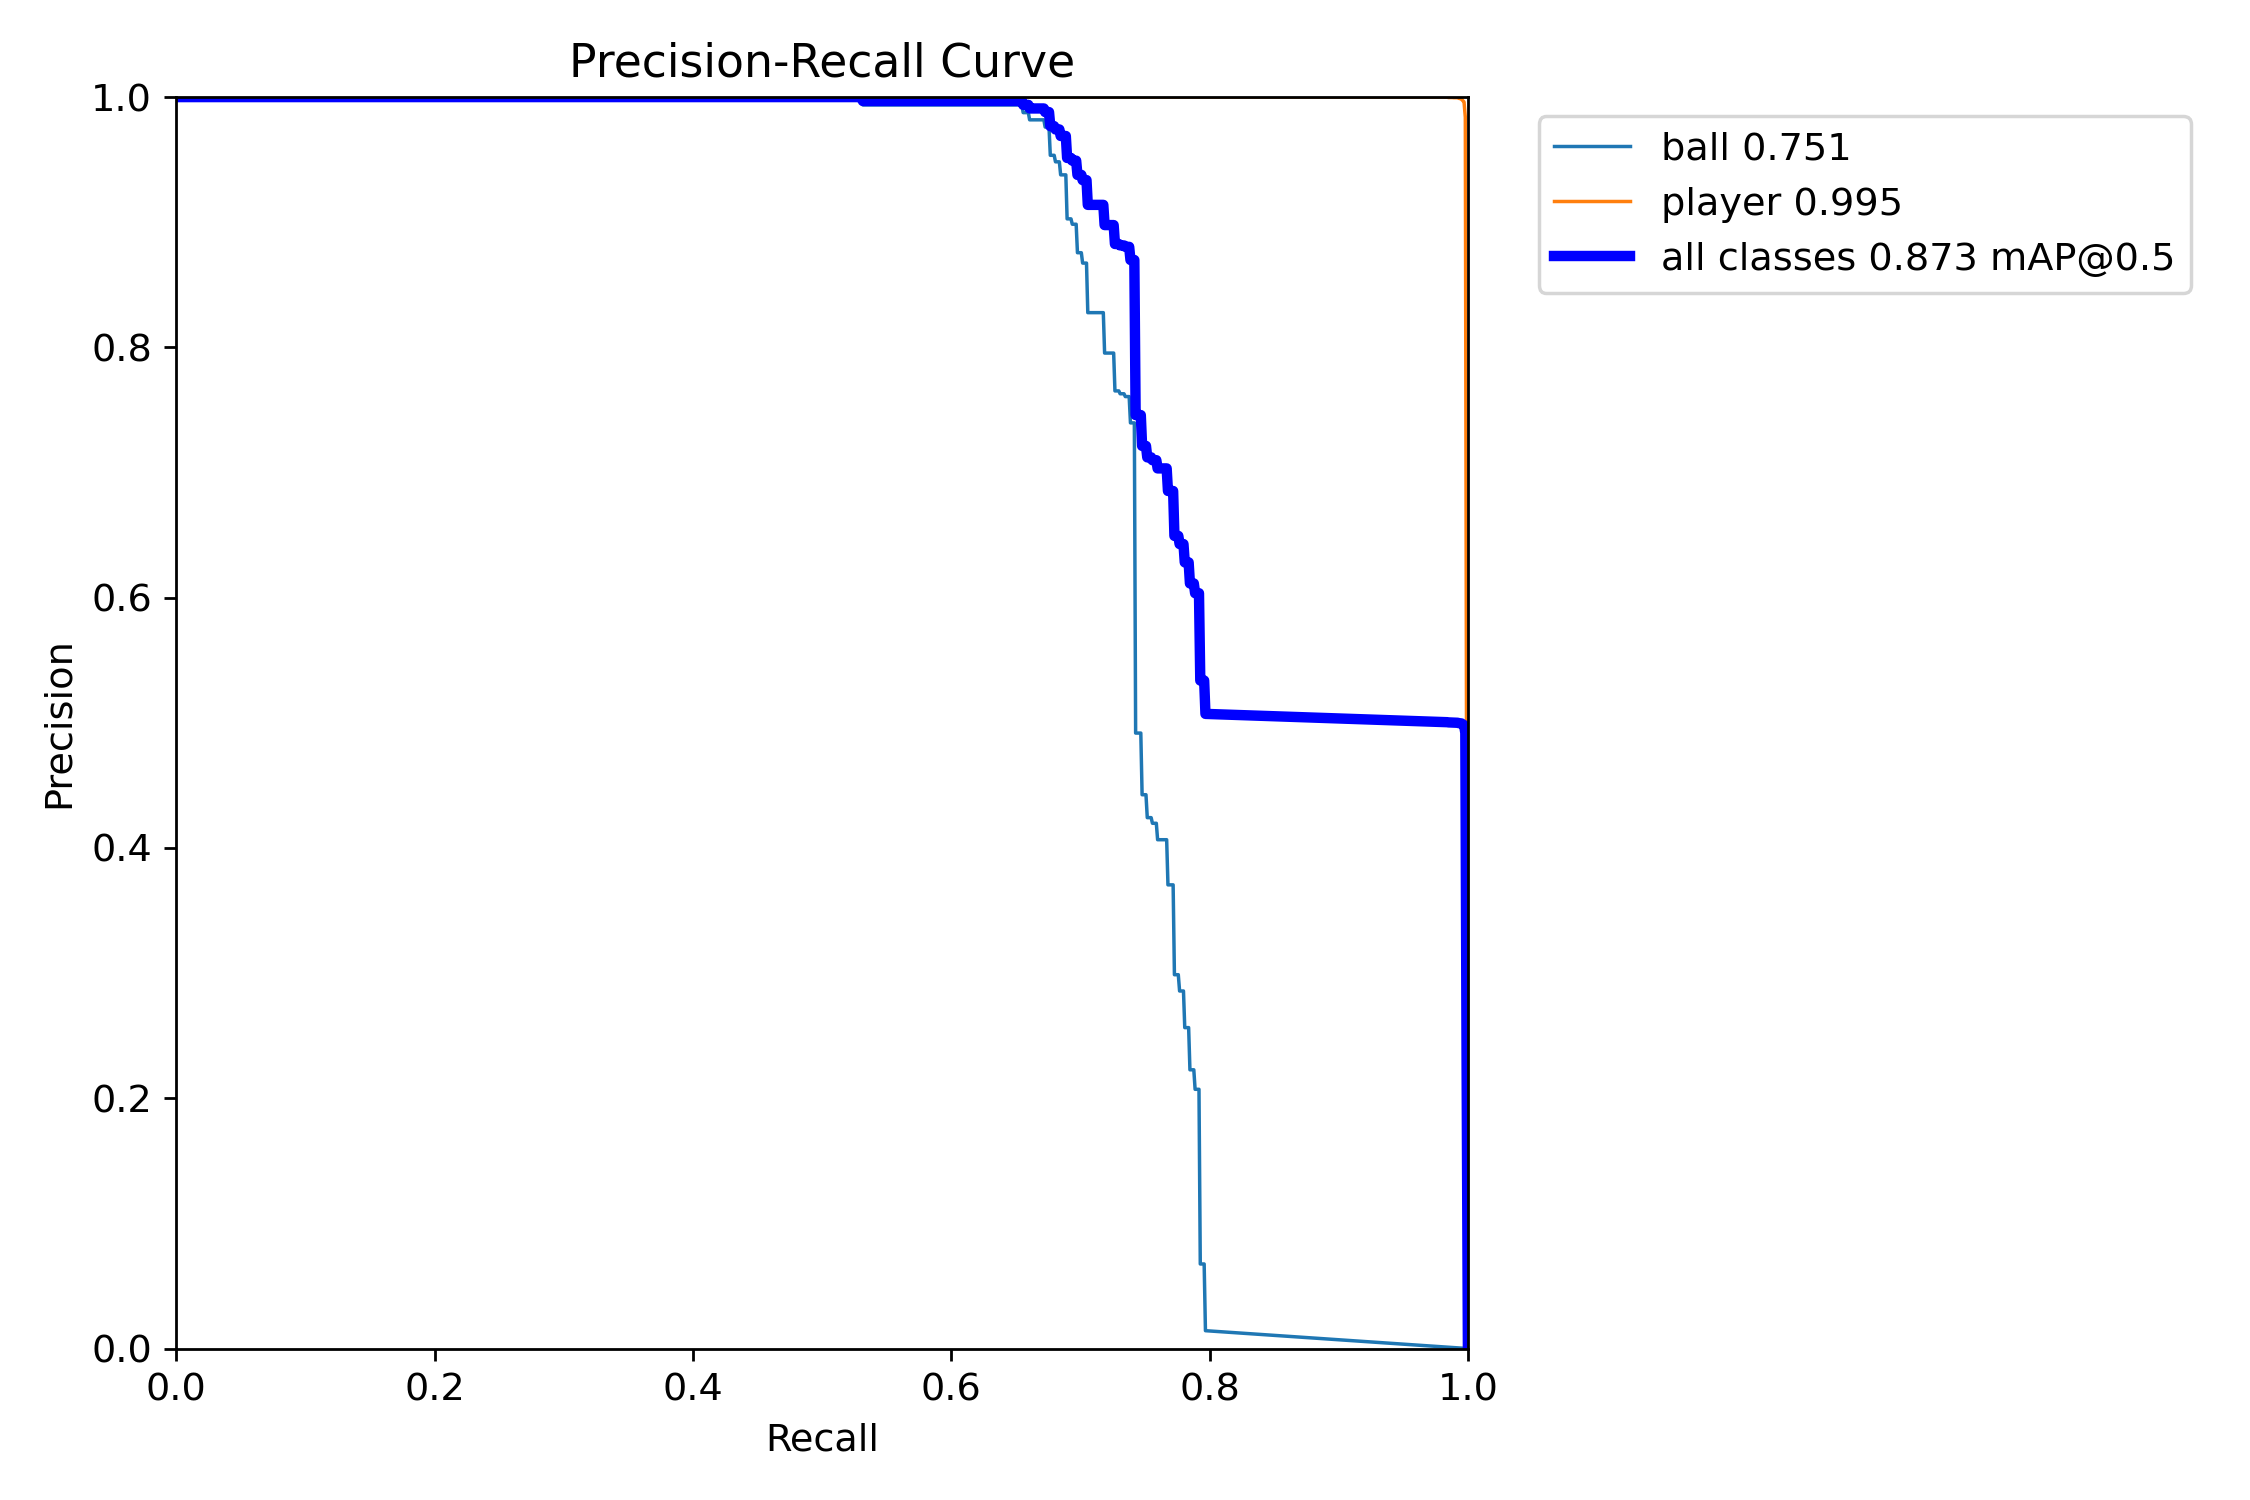 Precision-Recall Curve
1.0
0.8
0.6
0.4
0.2
0.0
Precision
0.0 0.2 0.4 0.6 0.8 1.0
Recall
ball 0.751
player 0.995
all classes 0.873 mAP@0.5